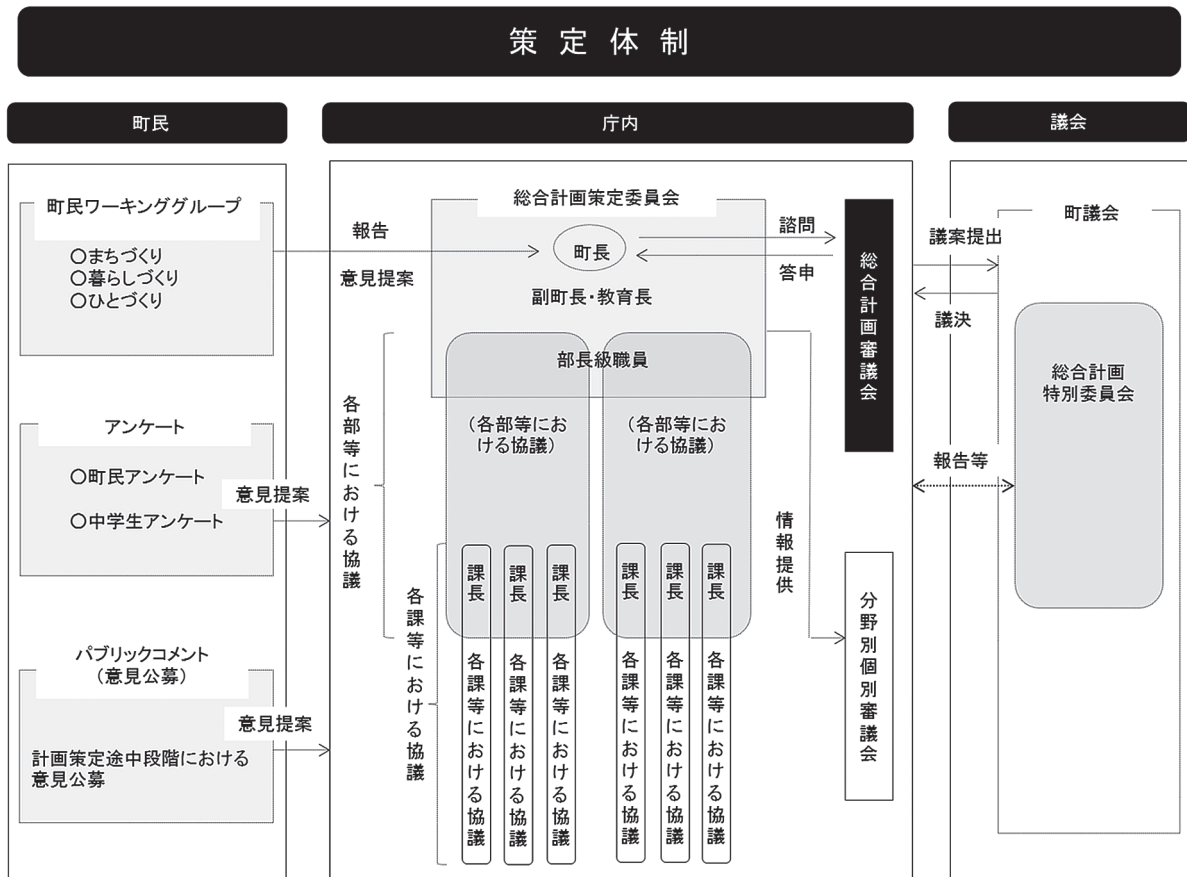 策定体制
町民
庁内
議会
町民ワーキンググループ
○まちづくり
○暮らしづくり
○ひとづくり
報告
意見提案
アンケート
○町民アンケート
○中学生アンケート
意見提案
パブリックコメント
(意見公募)
意見提案
計画策定途中段階における
意見公募
総合計画策定委員会
町長
副町長・教育長
部長級職員
(各部等にお
ける協議)
(各部等にお
ける協議)
各部等における協議
各課等における協議
課長
課長
課長
課長
課長
課長
各課等における協議
各課等における協議
各課等における協議
各課等における協議
各課等における協議
各課等における協議
諮問
答申
総合計画審議会
情報提供
分野別個別審議会
議案提出
議決
報告等
町議会
総合計画
特別委員会